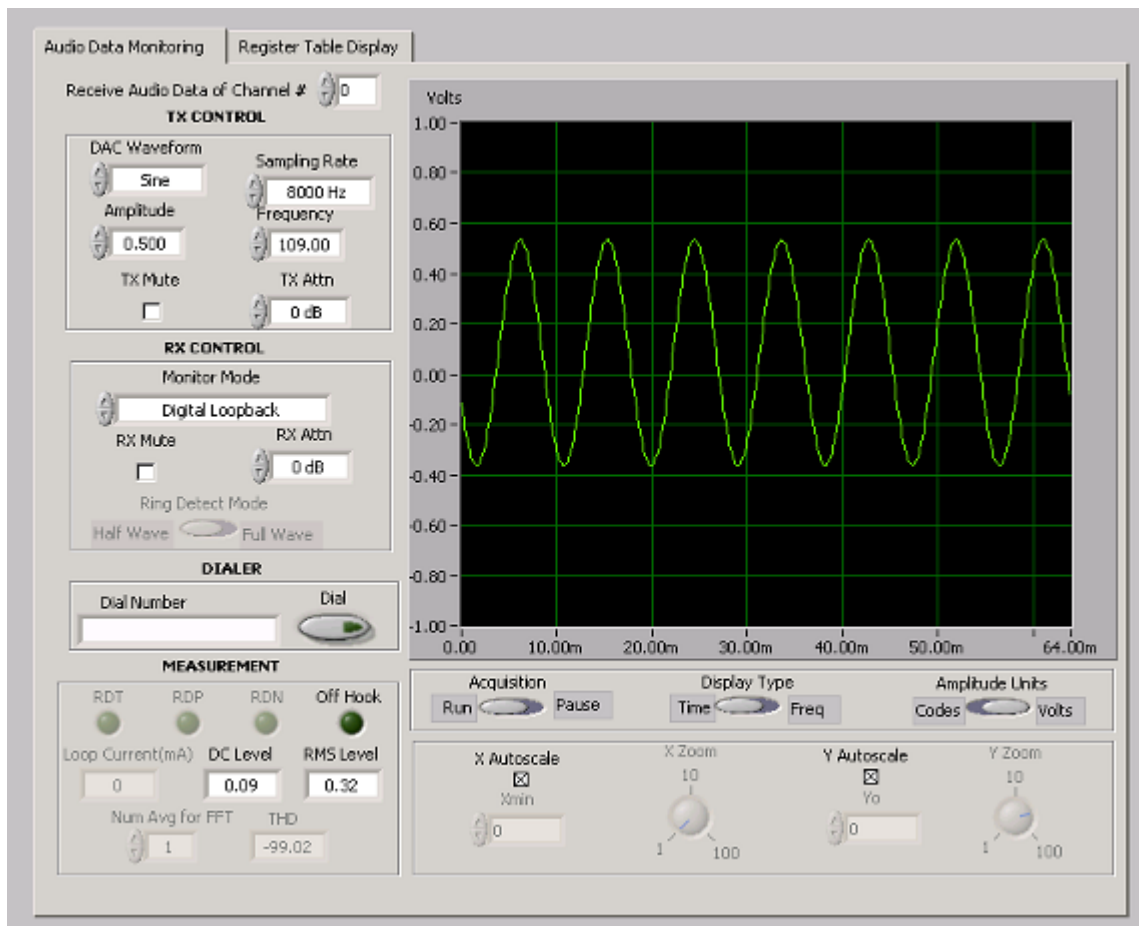 Audio Data Monitoring
Register Table Display
Receive Audio Data of Channel # 0
TX CONTROL
DAC Waveform
Sine
Sampling Rate
8000 Hz
Amplitude
0.500
Frequency
109.00
TX Mute
TX Attn
0 dB
RX CONTROL
Monitor Mode
Digital Loopback
RX Mute
RX Attn
0 dB
Ring Detect Mode
Half Wave
Full Wave
DIALER
Dial Number
Dial
MEASUREMENT
RDT RDP RDN Off Hook
Loop Current(mA) DC Level RMS Level
0 0.09 0.32
Num Avg for FFT THD
1 -99.02
Volts
1.00
0.80
0.60
0.40
0.20
0.00
-0.20
-0.40
-0.60
-0.80
-1.00
0.00 10.00m 20.00m 30.00m 40.00m 50.00m 64.00m
Acquisition
Run Pause
Display Type
Time Freq
Amplitude Units
Codes Volts
X Autoscale
Xmin
0
X Zoom
10
1 100
Y Autoscale
Yo
0
Y Zoom
10
1 100